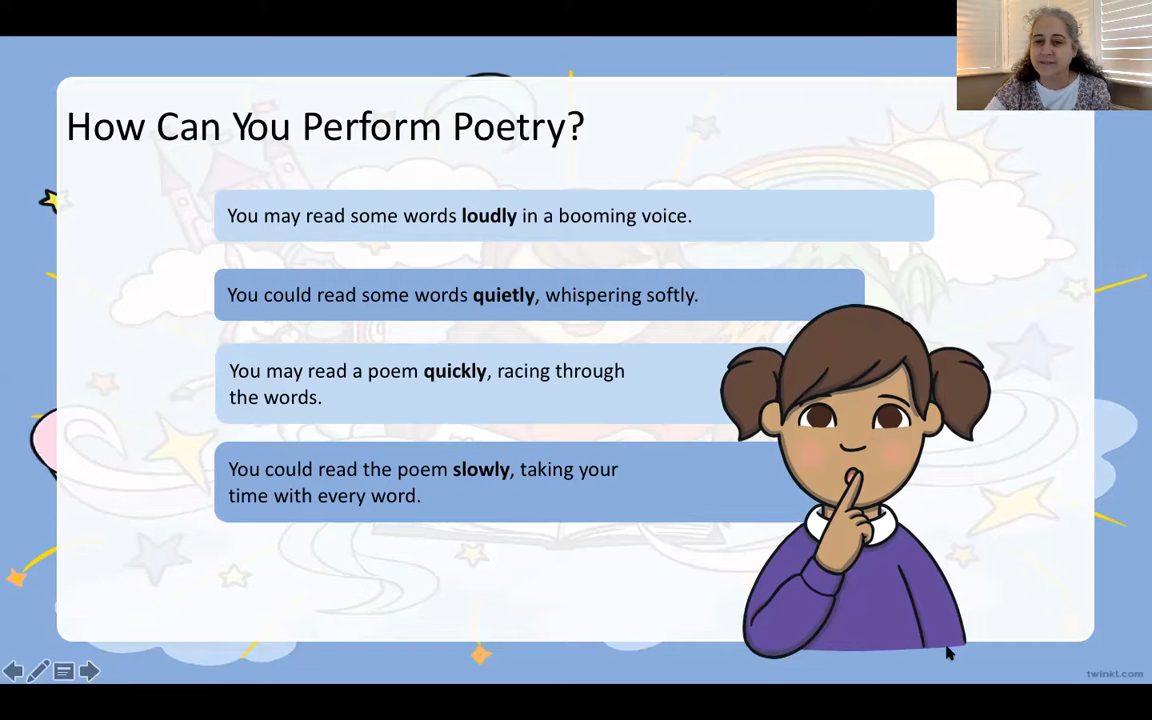 How Can You Perform Poetry?
You may read some words loudly in a booming voice.
You could read some words quietly, whispering softly.
You may read a poem quickly, racing through
the words.
You could read the poem slowly, taking your
time with every word.
twinkl.com